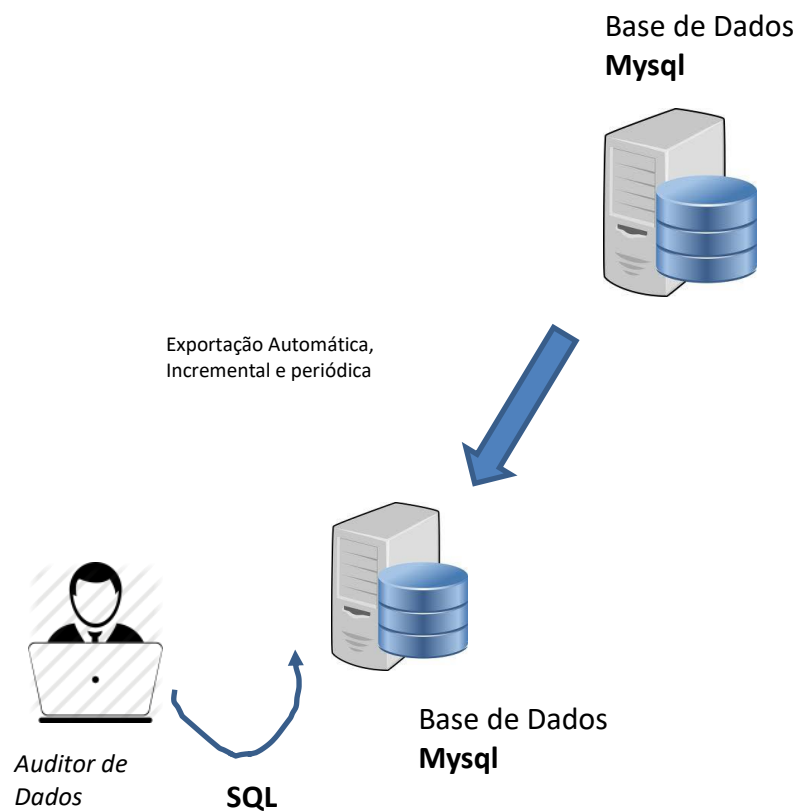 Base de Dados
Mysql
Exportação Automática,
Incremental e periódica
Base de Dados
Mysql
Auditor de
Dados
SQL